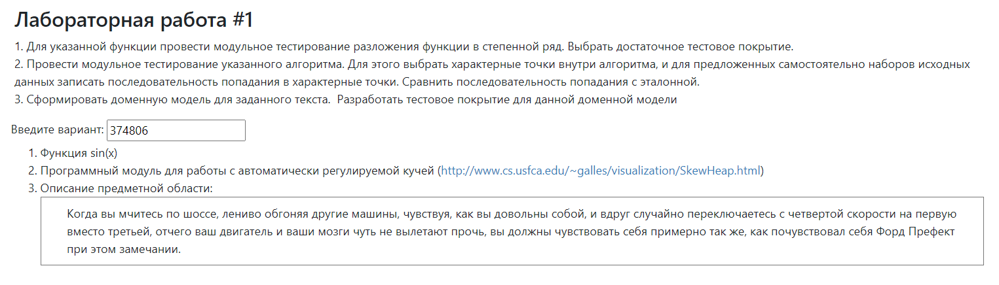 Лабораторная работа #1
1. Для указанной функции провести модульное тестирование разложения функции в степенной ряд. Выбрать достаточное тестовое покрытие.
2. Провести модульное тестирование указанного алгоритма. Для этого выбрать характерные точки внутри алгоритма, и для предложенных самостоятельно наборов исходных
данных записать последовательность попадания в характерные точки. Сравнить последовательность попадания с эталонной.
3. Сформировать доменную модель для заданного текста. Разработать тестовое покрытие для данной доменной модели
Введите вариант: 374806
1. Функция sin(x)
2. Программный модуль для работы с автоматически регулируемой кучей (http://www.cs.usfca.edu/~galles/visualization/SkewHeap.html)
3. Описание предметной области:
Когда вы мчитесь по шоссе, лениво обгоняя другие машины, чувствуя, как вы довольны собой, и вдруг случайно переключаетесь с четвертой скорости на первую
вместо третьей, отчего ваш двигатель и ваши мозги чуть не вылетают прочь, вы должны чувствовать себя примерно так же, как почувствовал себя Форд Префект
при этом замечании.